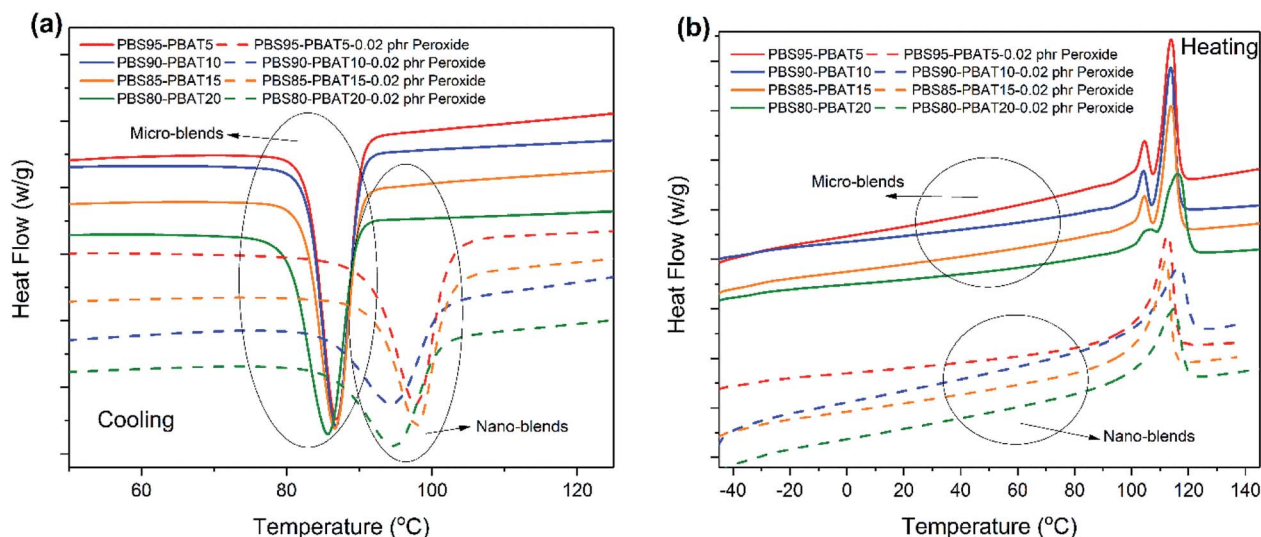 (a)
PBS95-PBAT5 PBS95-PBAT5-0.02 phr Peroxide
PBS90-PBAT10 PBS90-PBAT10-0.02 phr Peroxide
PBS85-PBAT15 PBS85-PBAT15-0.02 phr Peroxide
PBS80-PBAT20 PBS80-PBAT20-0.02 phr Peroxide
Micro-blends
Heat Flow (w/g)
Cooling
Nano-blends
60 80 100 120
Temperature (°C)
(b)
Heating
PBS95-PBAT5 PBS95-PBAT5-0.02 phr Peroxide
PBS90-PBAT10 PBS90-PBAT10-0.02 phr Peroxide
PBS85-PBAT15 PBS85-PBAT15-0.02 phr Peroxide
PBS80-PBAT20 PBS80-PBAT20-0.02 phr Peroxide
Micro-blends
Heat Flow (w/g)
Nano-blends
-40 -20 0 20 40 60 80 100 120 140
Temperature (°C)